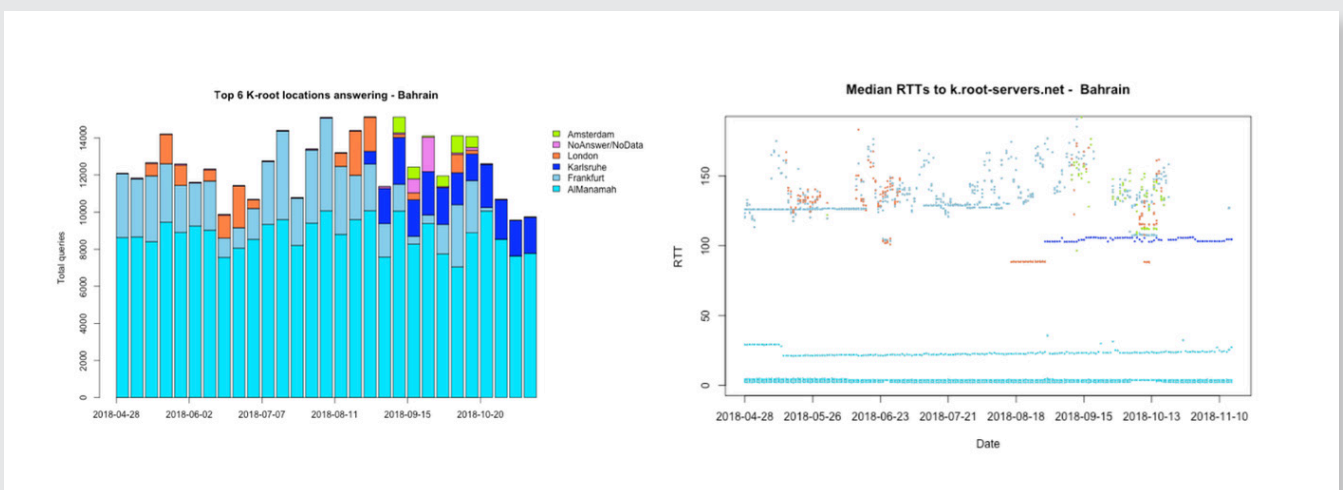 Top 6 K-root locations answering - Bahrain
Total queries
14000
12000
10000
8000
6000
4000
2000
0
2018-04-28 2018-06-02 2018-07-07 2018-08-11 2018-09-15 2018-10-20
Amsterdam
NoAnswer/NoData
London
Karlsruhe
Frankfurt
AlManamah
Median RTTs to k.root-servers.net - Bahrain
RTT
150
100
50
0
2018-04-28 2018-05-26 2018-06-23 2018-07-21 2018-08-18 2018-09-15 2018-10-13 2018-11-10
Date